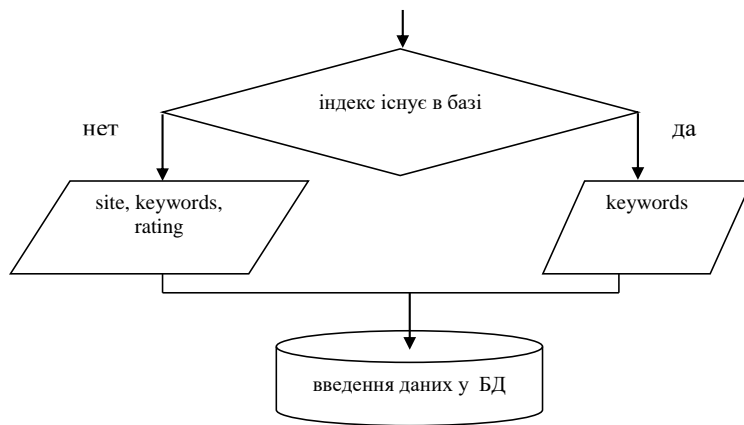 індекс існує в базі
нет
да
site, keywords,
rating
keywords
введення даних у БД